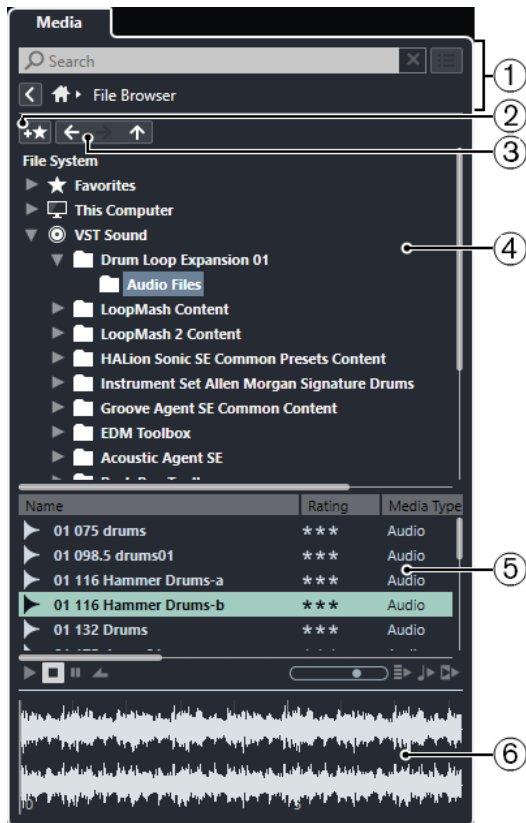 Media
Search
File Browser
1
2
3
File System
Favorites
This Computer
VST Sound
4
Drum Loop Expansion 01
Audio Files
LoopMash Content
LoopMash 2 Content
HALion Sonic SE Common Presets Content
Instrument Set Allen Morgan Signature Drums
Groove Agent SE Common Content
EDM Toolbox
Acoustic Agent SE
Name Rating Media Type
01 075 drums *** Audio
01 098.5 drums01 *** Audio
01 116 Hammer Drums-a *** Audio
5
01 116 Hammer Drums-b *** Audio
01 132 Drums *** Audio
6